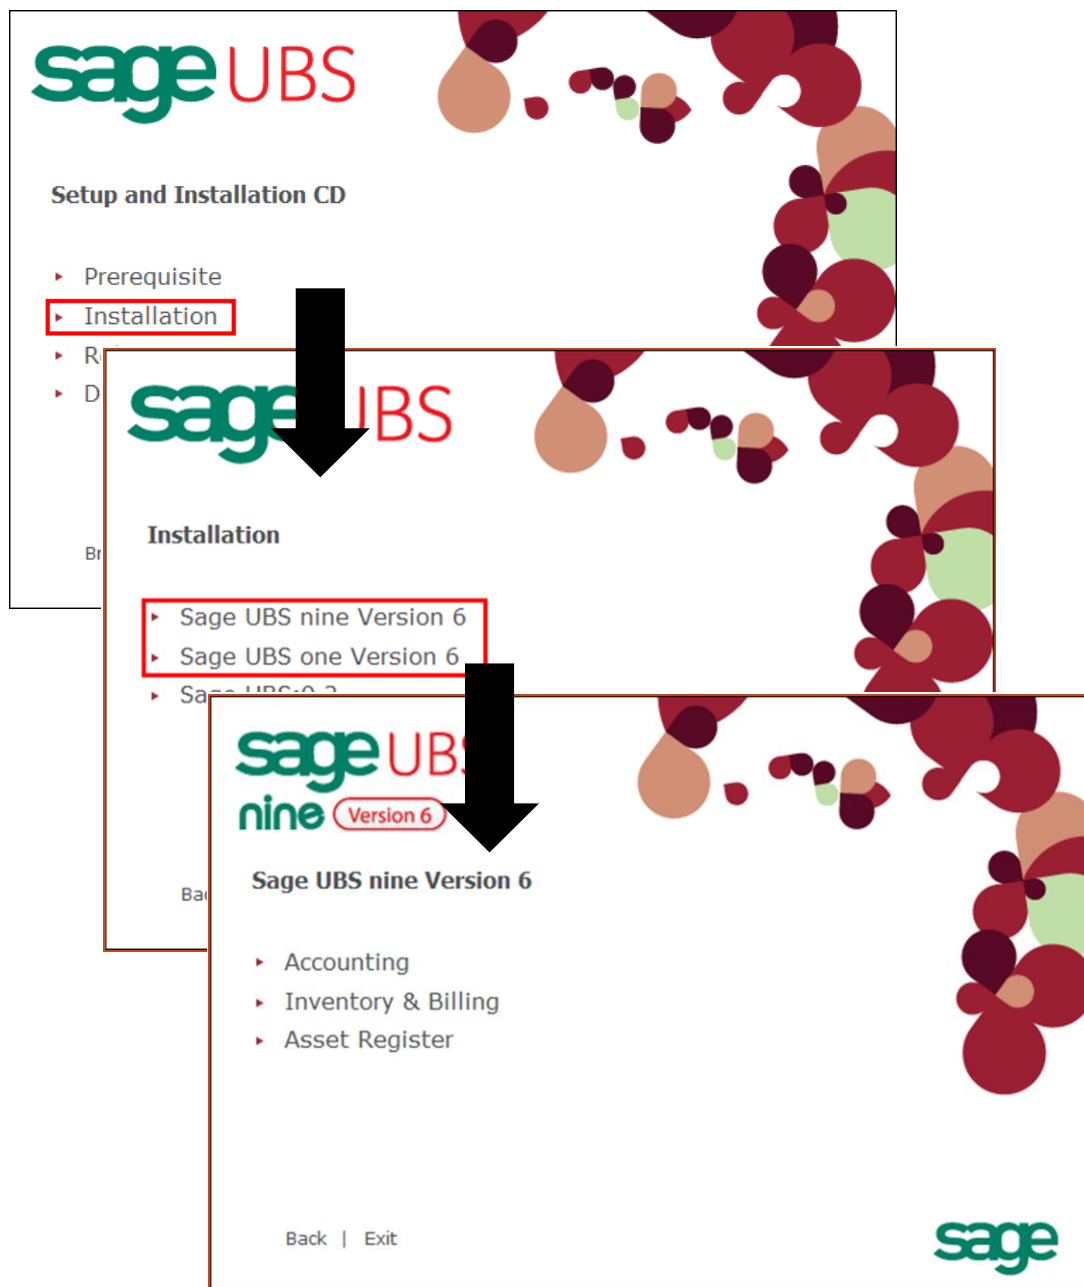 sage UBS
Setup and Installation CD
Prerequisite
Installation
sage UBS
Installation
Sage UBS nine Version 6
Sage UBS one Version 6
sage UBS
nine Version 6
Sage UBS nine Version 6
Accounting
Inventory & Billing
Asset Register
Back | Exit
sage